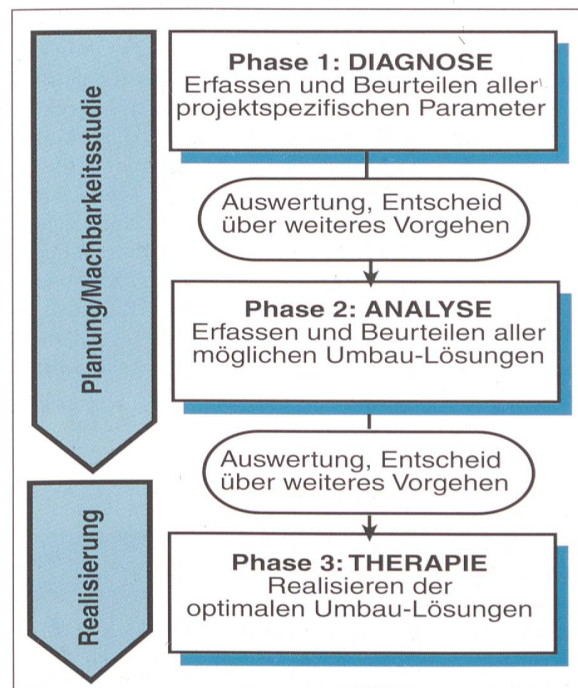 Planung/Machbarkeitsstudie
Phase 1: DIAGNOSE
Erfassen und Beurteilen aller
projektspezifischen Parameter
Auswertung, Entscheid
über weiteres Vorgehen
Phase 2: ANALYSE
Erfassen und Beurteilen aller
möglichen Umbau-Lösungen
Auswertung, Entscheid
über weiteres Vorgehen
Realisierung
Phase 3: THERAPIE
Realisieren der
optimalen Umbau-Lösungen